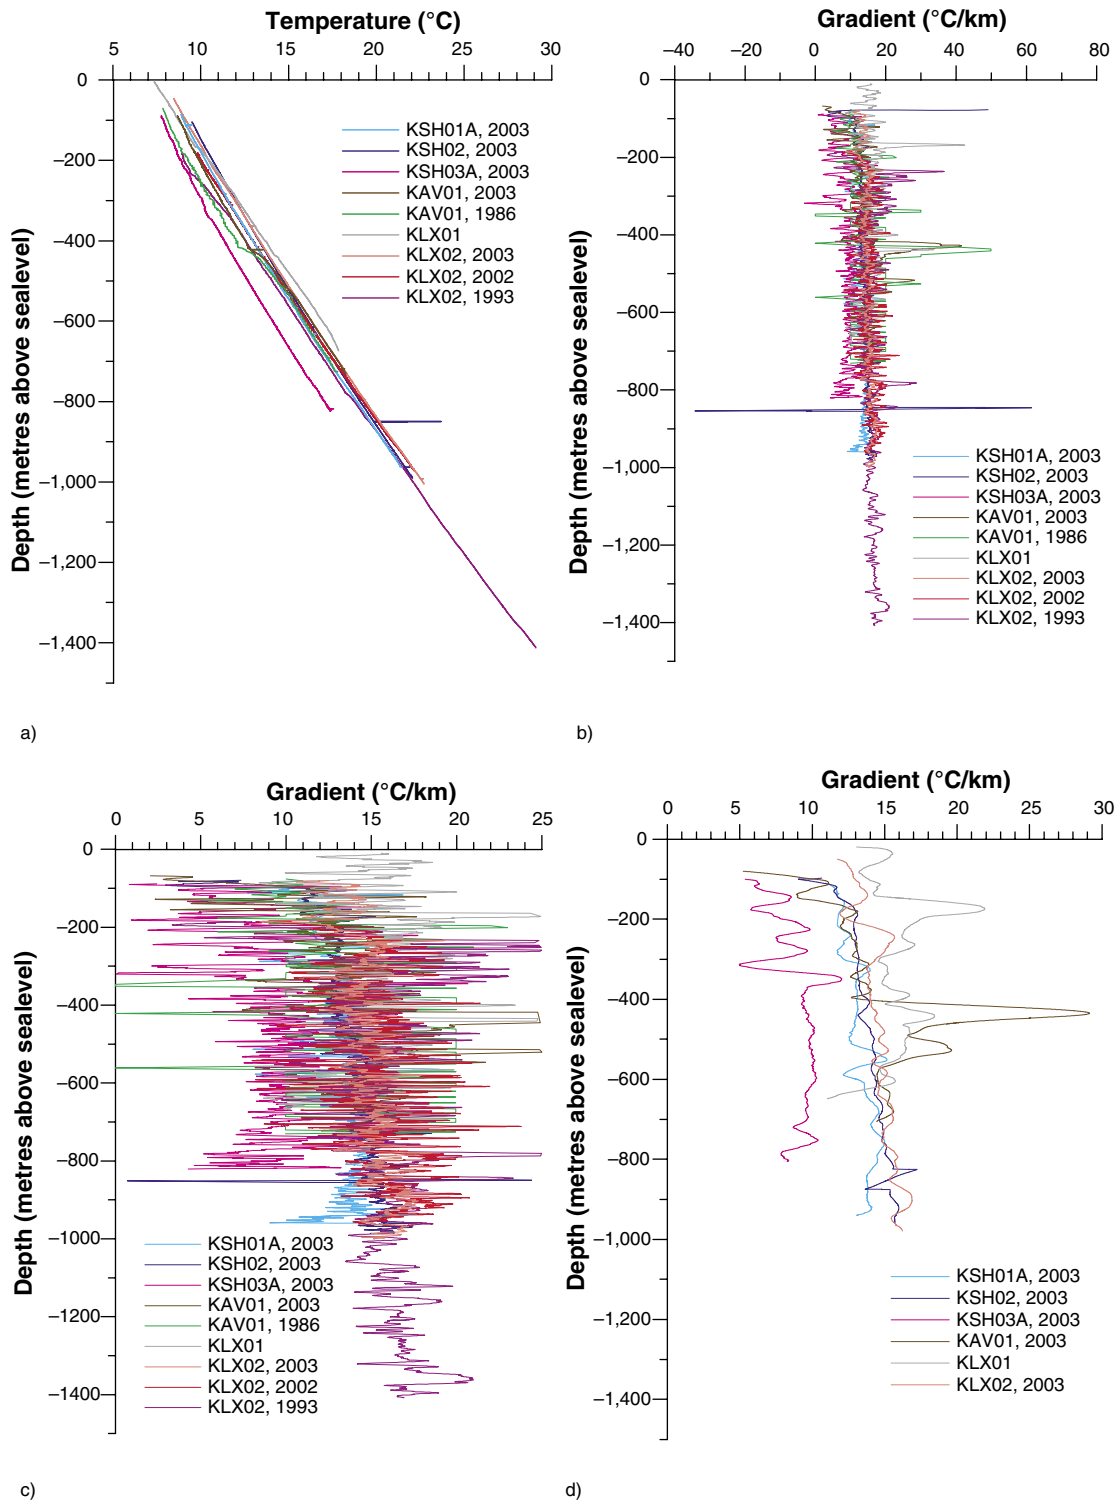 Temperature (°C)
5 10 15 20 25 30
0
−200
−400
−600
−800
−1,000
−1,200
−1,400
Depth (metres above sealevel)
KSH01A, 2003
KSH02, 2003
KSH03A, 2003
KAV01, 2003
KAV01, 1986
KLX01
KLX02, 2003
KLX02, 2002
KLX02, 1993
a)
Gradient (°C/km)
−40 −20 0 20 40 60 80
0
−200
−400
−600
−800
−1,000
−1,200
−1,400
Depth (metres above sealevel)
KSH01A, 2003
KSH02, 2003
KSH03A, 2003
KAV01, 2003
KAV01, 1986
KLX01
KLX02, 2003
KLX02, 2002
KLX02, 1993
b)
Gradient (°C/km)
0 5 10 15 20 25
0
−200
−400
−600
−800
−1000
−1200
−1400
Depth (metres above sealevel)
KSH01A, 2003
KSH02, 2003
KSH03A, 2003
KAV01, 2003
KAV01, 1986
KLX01
KLX02, 2003
KLX02, 2002
KLX02, 1993
c)
Gradient (°C/km)
0 5 10 15 20 25 30
0
−200
−400
−600
−800
−1,000
−1,200
−1,400
Depth (metres above sealevel)
KSH01A, 2003
KSH02, 2003
KSH03A, 2003
KAV01, 2003
KLX01
KLX02, 2003
d)